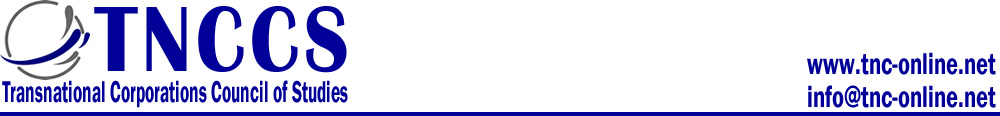 TNCCS
Transnational Corporations Council of Studies
www.tnc-online.net
info@tnc-online.net